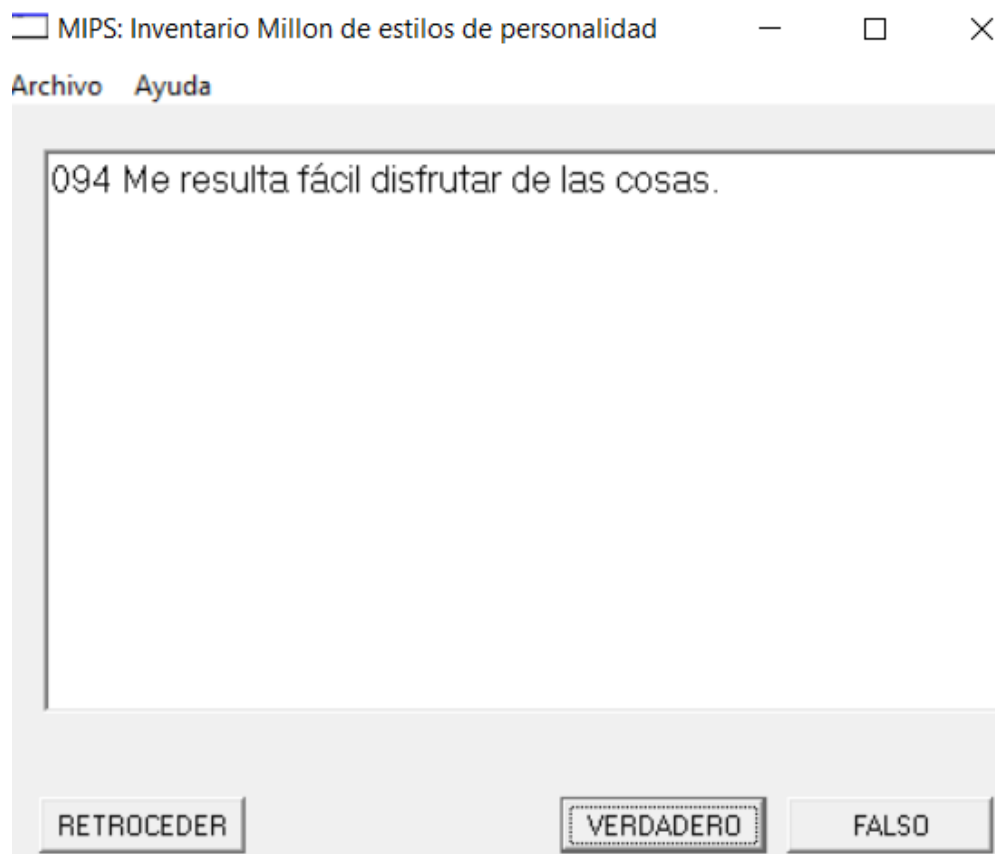 MIPS: Inventario Millon de estilos de personalidad
Archivo Ayuda
094 Me resulta fácil disfrutar de las cosas.
RETROCEDER VERDADERO FALSO